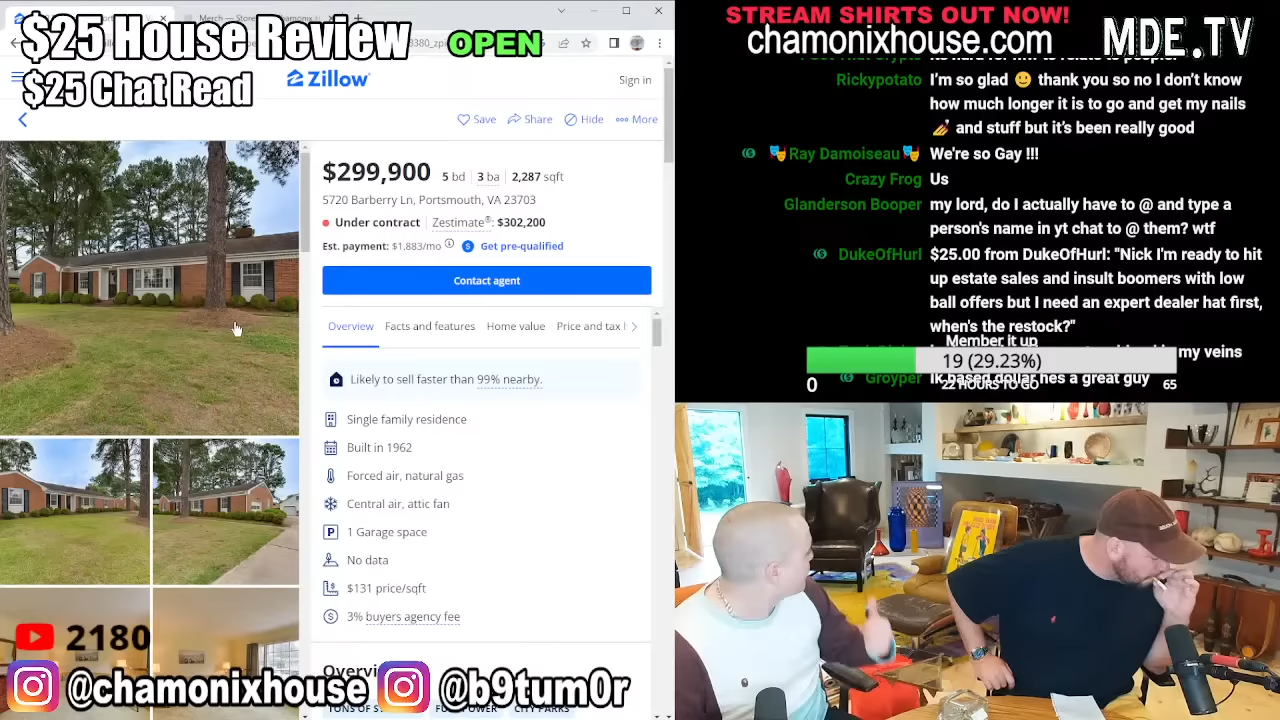 $25 House Review
$25 Chat Read
OPEN
Zillow
Sign in
Save
Share
Hide
More
$299,900
5 bd
3 ba
2,287 sqft
5720 Barberry Ln, Portsmouth, VA 23703
Under contract
Zestimate®: $302,200
Est. payment: $1,883/mo
Get pre-qualified
Contact agent
Overview
Facts and features
Home value
Price and tax
Likely to sell faster than 99% nearby.
Single family residence
Built in 1962
Forced air, natural gas
Central air, attic fan
1 Garage space
No data
$131 price/sqft
3% buyers agency fee
2180
@chamonixhouse
@b9tum0r
STREAM SHIRTS OUT NOW!
chamonixhouse.com
MDE.TV
Rickypotato I'm so glad 🙂 thank you so no I don't know
how much longer it is to go and get my nails
💅 and stuff but it's been really good
🎭Ray Damoiseau🎭 We're so Gay !!!
Crazy Frog Us
Glanderson Booper my lord, do I actually have to @ and type a
person's name in yt chat to @ them? wtf
DukeOfHurl $25.00 from DukeOfHurl: "Nick I'm ready to hit
up estate sales and insult boomers with low
ball offers but I need an expert dealer hat first,
when's the restock?"
my veins
Member it up
19 (29.23%)
0
22 HOURS TO GO
65
Groyper Ik based dollar hes a great guy